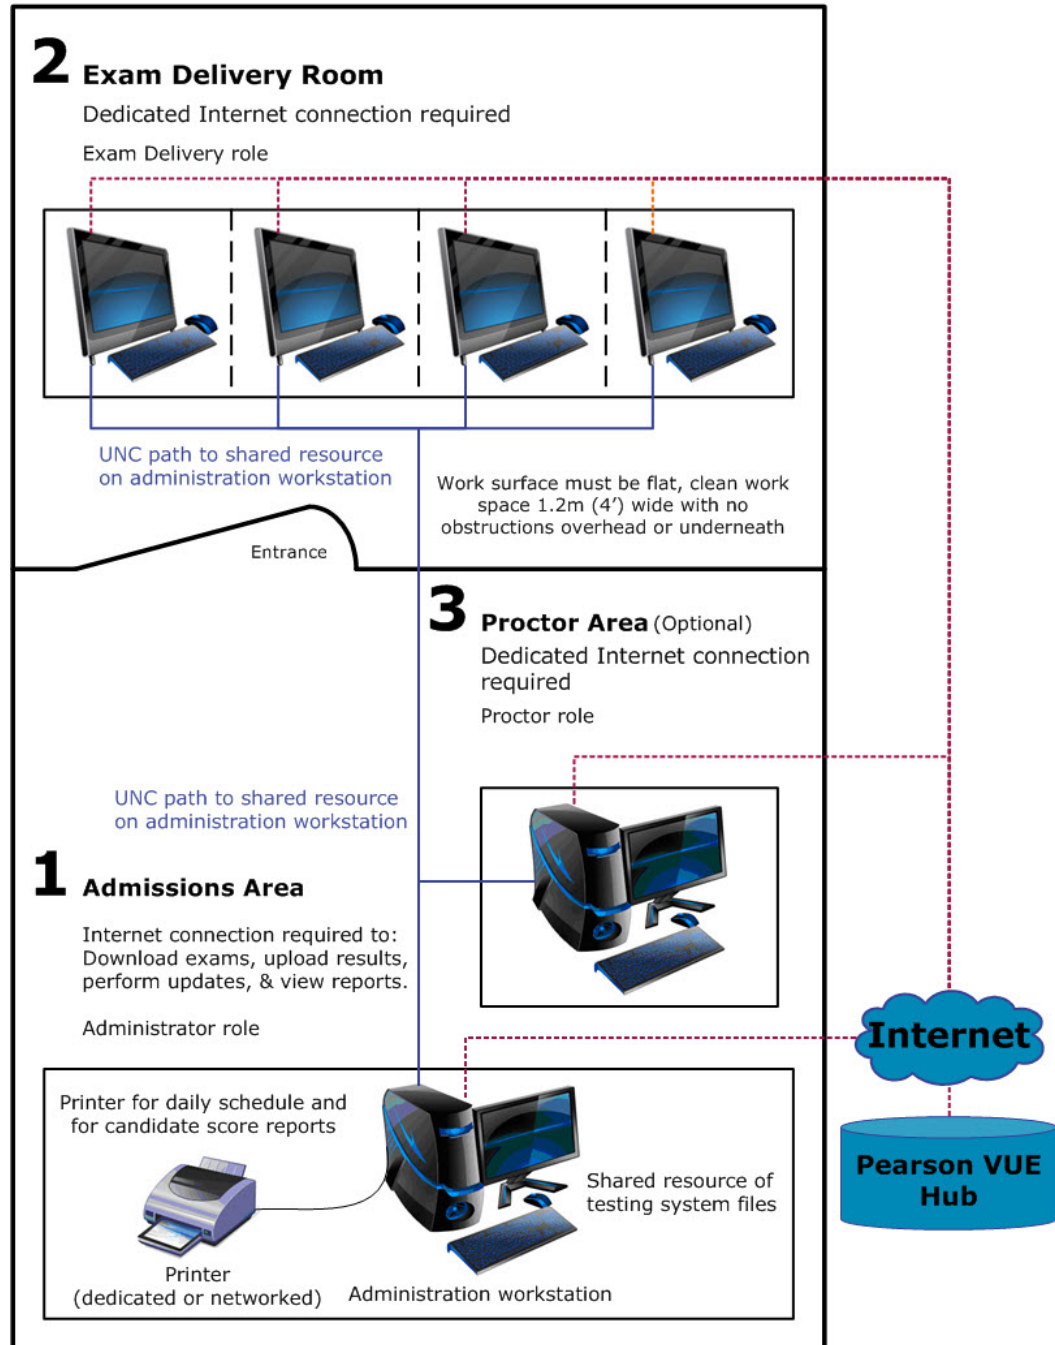 2 Exam Delivery Room
Dedicated Internet connection required
Exam Delivery role
UNC path to shared resource
on administration workstation
Work surface must be flat, clean work
space 1.2m (4’) wide with no
obstructions overhead or underneath
Entrance
3 Proctor Area (Optional)
Dedicated Internet connection
required
Proctor role
UNC path to shared resource
on administration workstation
1 Admissions Area
Internet connection required to:
Download exams, upload results,
perform updates, & view reports.
Administrator role
Printer for daily schedule and
for candidate score reports
Shared resource of
testing system files
Printer
(dedicated or networked)
Administration workstation
Internet
Pearson VUE
Hub